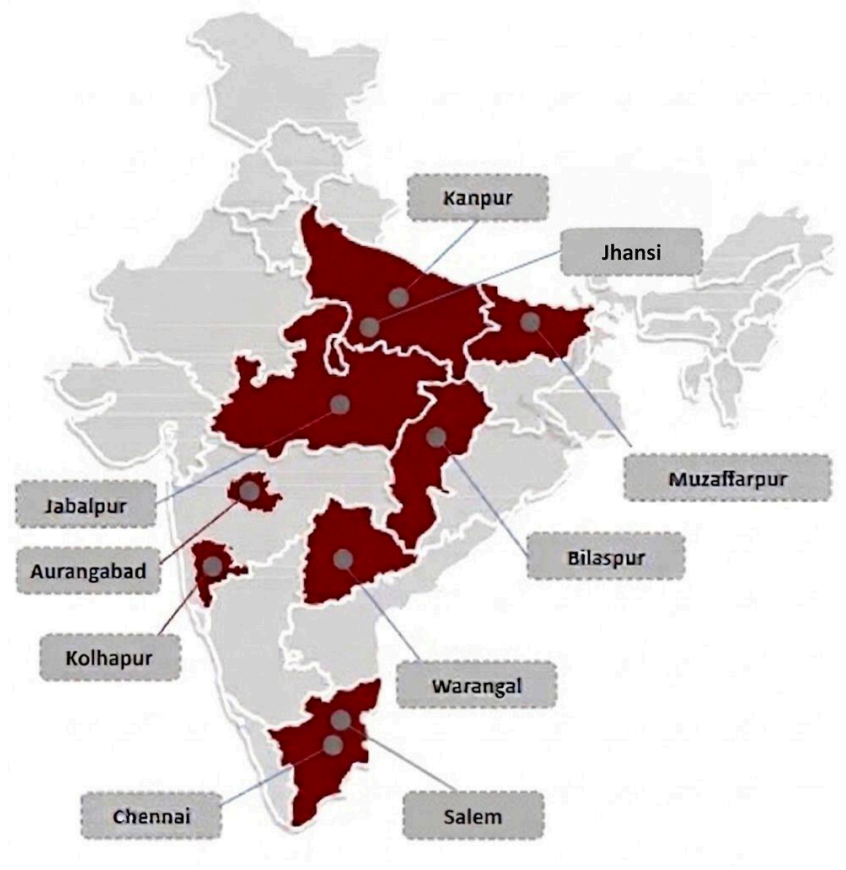 Kanpur
Jhansi
Muzaffarpur
Jabalpur
Aurangabad
Bilaspur
Kolhapur
Warangal
Chennai
Salem